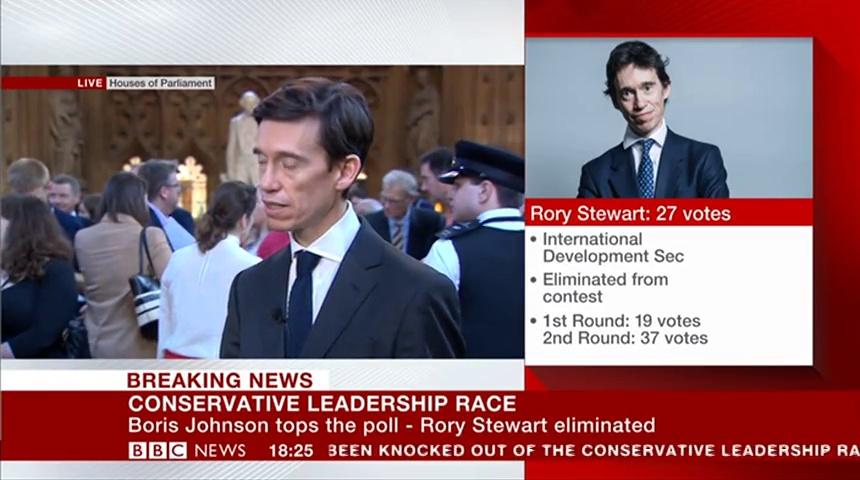 LIVE Houses of Parliament
Rory Stewart: 27 votes
• International
Development Sec
• Eliminated from
contest
• 1st Round: 19 votes
2nd Round: 37 votes
BREAKING NEWS
CONSERVATIVE LEADERSHIP RACE
Boris Johnson tops the poll - Rory Stewart eliminated
BBC NEWS 18:25 BEEN KNOCKED OUT OF THE CONSERVATIVE LEADERSHIP RA